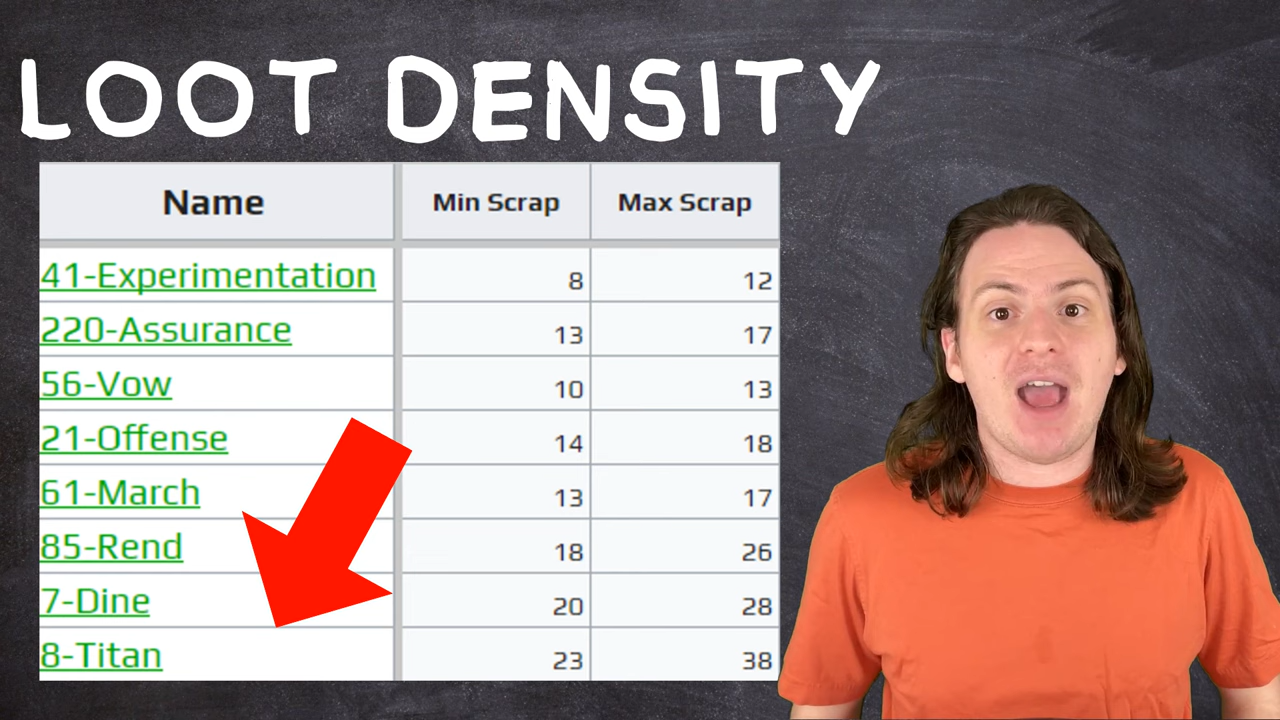 LOOT DENSITY
Name Min Scrap Max Scrap
41-Experimentation 8 12
220-Assurance 13 17
56-Vow 10 13
21-Offense 14 18
61-March 13 17
85-Rend 18 26
7-Dine 20 28
8-Titan 23 38